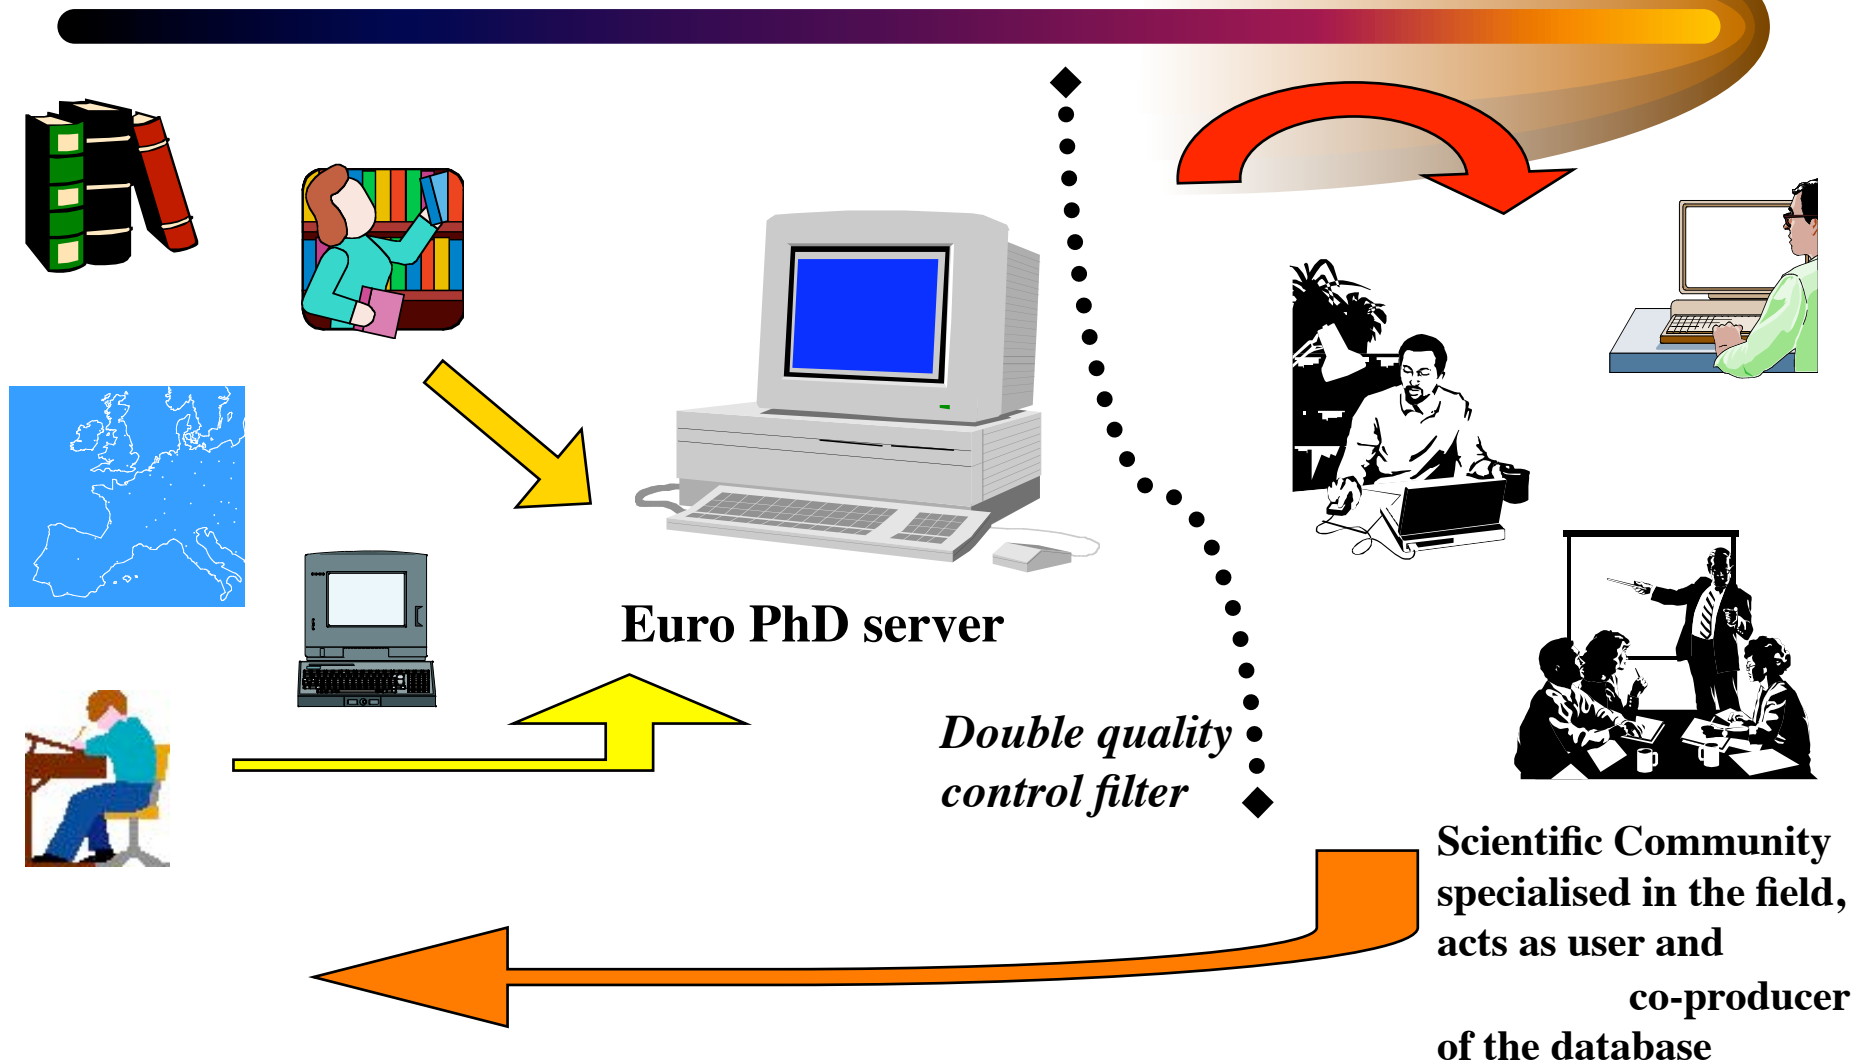 Euro PhD server
Double quality
control filter
Scientific Community
specialised in the field,
acts as user and
co-producer
of the database